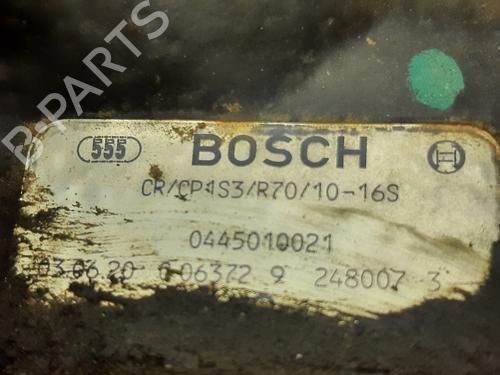 B-PARTS
555 BOSCH
CR/CP1S3/R70/10-16S
0445010021
03.06.20 0 06372 9 248007 3